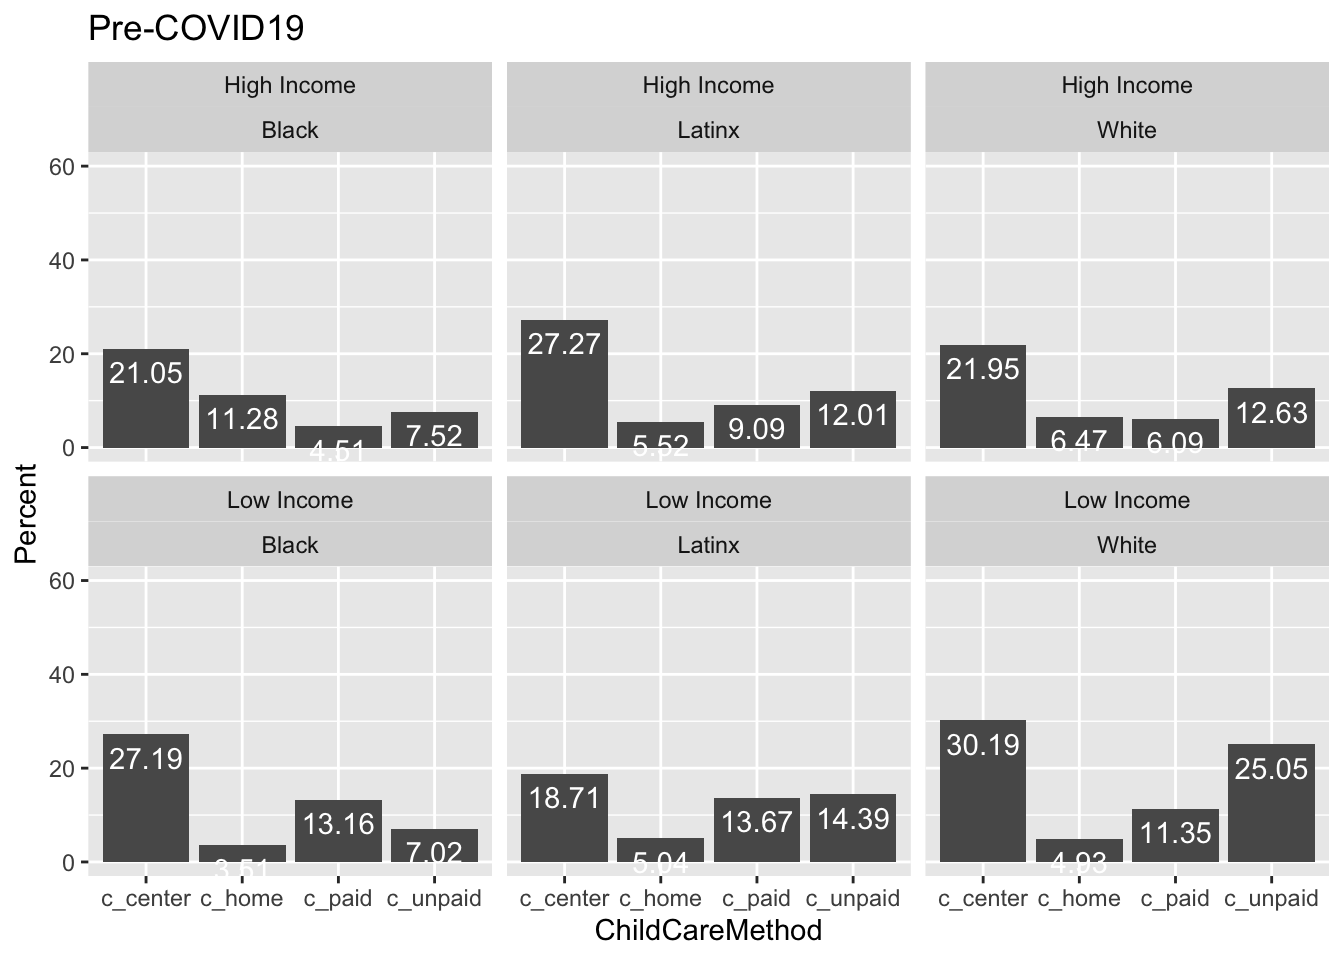 Pre-COVID19
High Income High Income High Income
Black Latinx White
60
40
20
0
21.05 11.28 4.51 7.52
27.27 5.52 9.09 12.01
21.95 6.47 6.09 12.63
Percent
Low Income Low Income Low Income
Black Latinx White
60
40
20
0
27.19 3.51 13.16 7.02
18.71 5.04 13.67 14.39
30.19 4.93 11.35 25.05
c_center c_home c_paid c_unpaid c_center c_home c_paid c_unpaid c_center c_home c_paid c_unpaid
ChildCareMethod